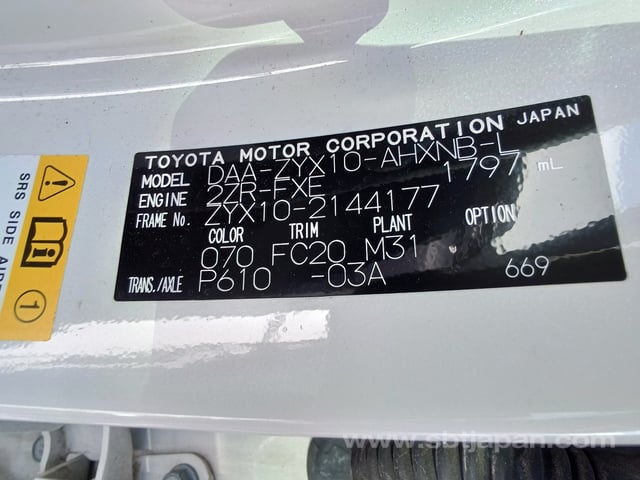 TOYOTA MOTOR CORPORATION JAPAN
MODEL DAA-ZYX10-AHXNB-L
ENGINE 2ZR-FXE 1797 mL
FRAME No. ZYX10-2144177
COLOR TRIM PLANT OPTION
070 FC20 M31
TRANS./AXLE P610 -03A 669
SRS SIDE
1
www.sbtjapan.com